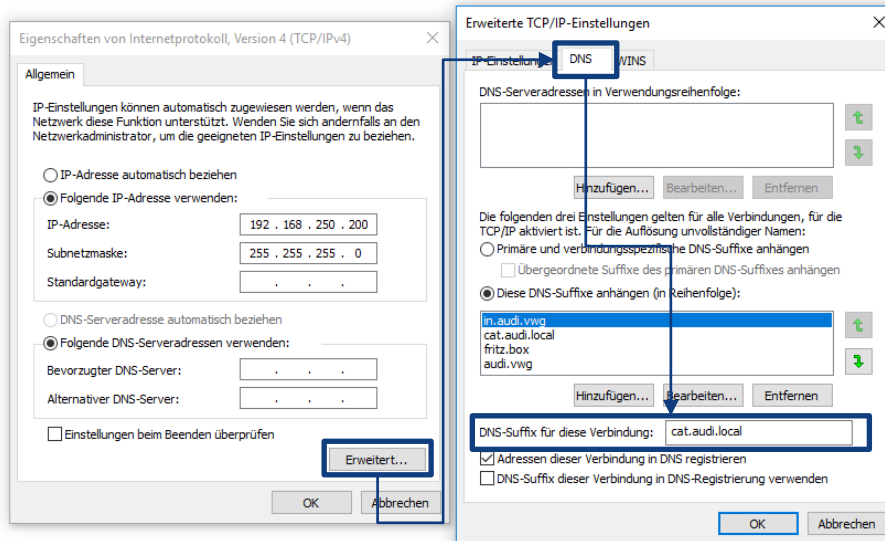 Eigenschaften von Internetprotokoll, Version 4 (TCP/IPv4)
Allgemein
IP-Einstellungen können automatisch zugewiesen werden, wenn das
Netzwerk diese Funktion unterstützt. Wenden Sie sich andernfalls an den
Netzwerkadministrator, um die geeigneten IP-Einstellungen zu beziehen.
IP-Adresse automatisch beziehen
Folgende IP-Adresse verwenden:
IP-Adresse: 192 . 168 . 250 . 200
Subnetzmaske: 255 . 255 . 255 . 0
Standardgateway: . . .
DNS-Serveradresse automatisch beziehen
Folgende DNS-Serveradressen verwenden:
Bevorzugter DNS-Server: . . .
Alternativer DNS-Server: . . .
Einstellungen beim Beenden überprüfen
Erweitert...
OK Abbrechen
Erweiterte TCP/IP-Einstellungen
IP-Einstellungen DNS WINS
DNS-Serveradressen in Verwendungsreihenfolge:
Hinzufügen... Bearbeiten... Entfernen
Die folgenden drei Einstellungen gelten für alle Verbindungen, für die
TCP/IP aktiviert ist. Für die Auflösung unvollständiger Namen:
Primäre und verbindungsspezifische DNS-Suffixe anhängen
Übergeordnete Suffixe des primären DNS-Suffixes anhängen
Diese DNS-Suffixe anhängen (in Reihenfolge):
in.audi.vwg
cat.audi.local
fritz.box
audi.vwg
Hinzufügen... Bearbeiten... Entfernen
DNS-Suffix für diese Verbindung: cat.audi.local
Adressen dieser Verbindung in DNS registrieren
DNS-Suffix dieser Verbindung in DNS-Registrierung verwenden
OK Abbrechen